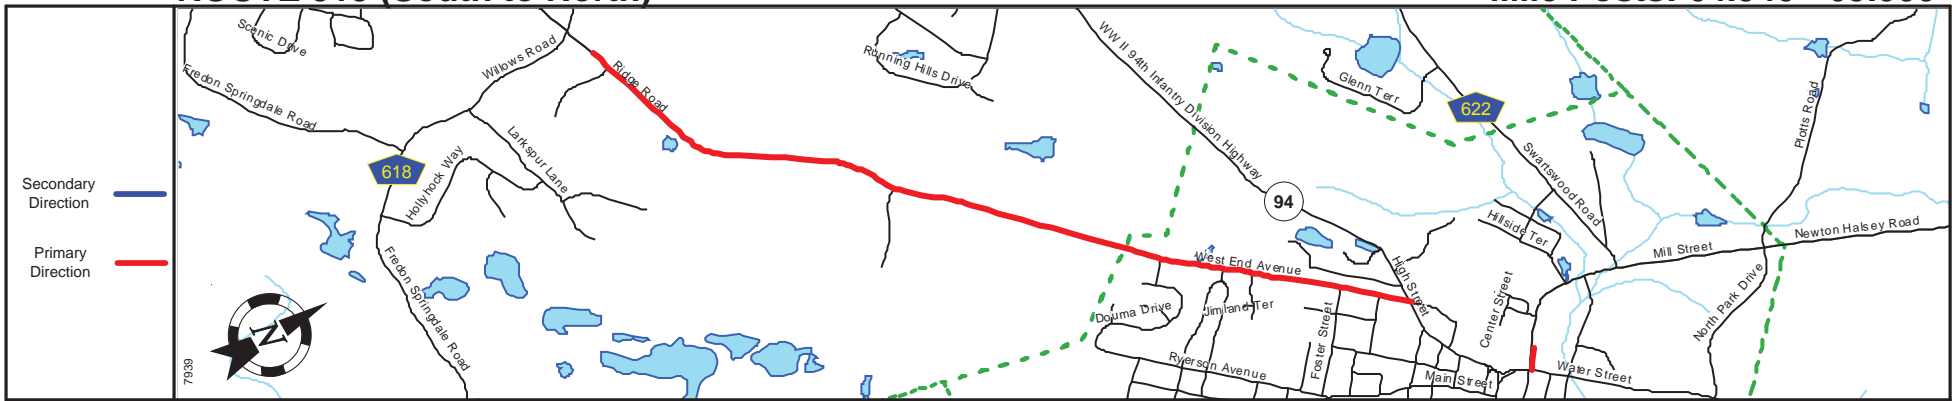 Secondary
Direction
Primary
Direction
Scenic Drive
Fredon Springdale Road
Willows Road
Ridge Road
618
Hollyhock Way
Larkspur Lane
Fredon Springdale Road
N
7939
Running Hills Drive
WW II 94th Infantry Division Highway
94
Glenn Terr
622
Swartswood Road
Hillside Ter
Plotts Road
Newton Halsey Road
Mill Street
North Park Drive
West End Avenue
High Street
Center Street
Douma Drive
Jimland Ter
Foster Street
Ryerson Avenue
Main Street
Water Street